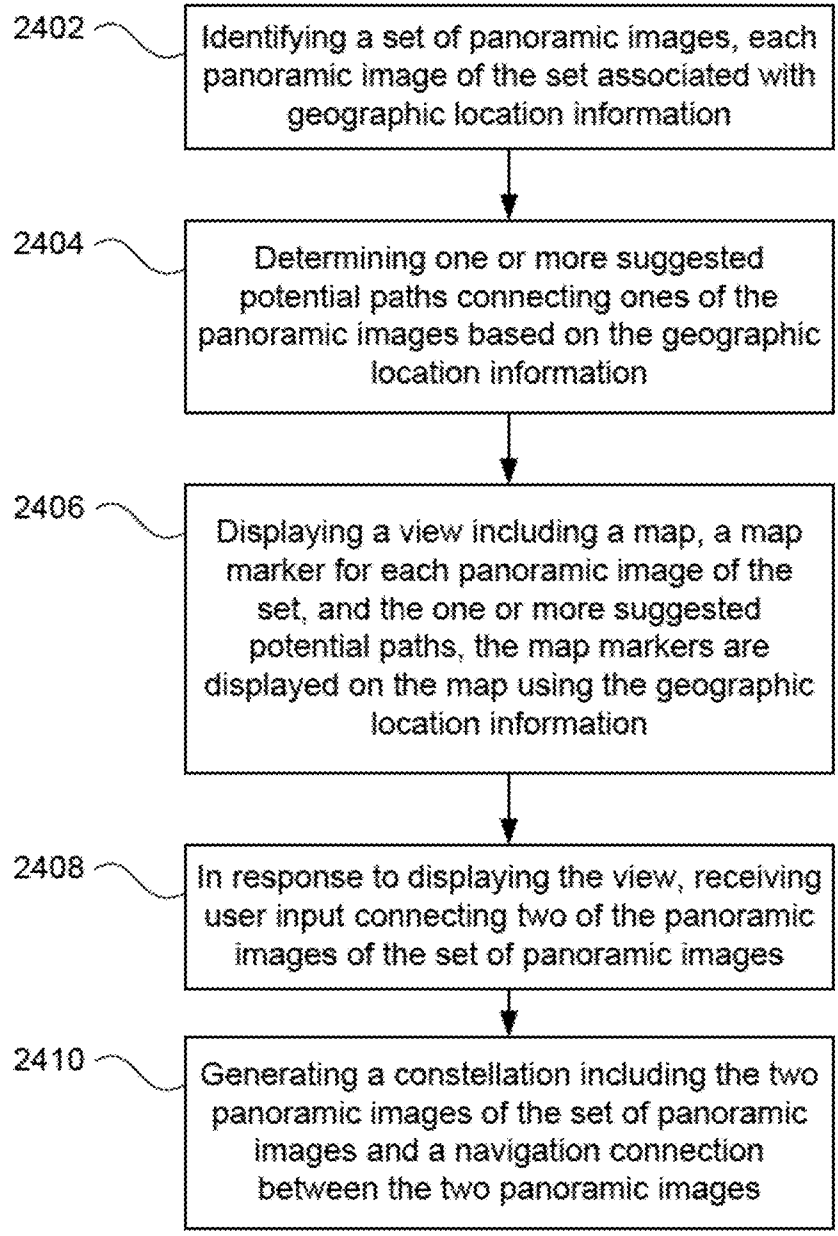 2402
Identifying a set of panoramic images, each
panoramic image of the set associated with
geographic location information
2404
Determining one or more suggested
potential paths connecting ones of the
panoramic images based on the geographic
location information
2406
Displaying a view including a map, a map
marker for each panoramic image of the
set, and the one or more suggested
potential paths, the map markers are
displayed on the map using the geographic
location information
2408
In response to displaying the view, receiving
user input connecting two of the panoramic
images of the set of panoramic images
2410
Generating a constellation including the two
panoramic images of the set of panoramic
images and a navigation connection
between the two panoramic images